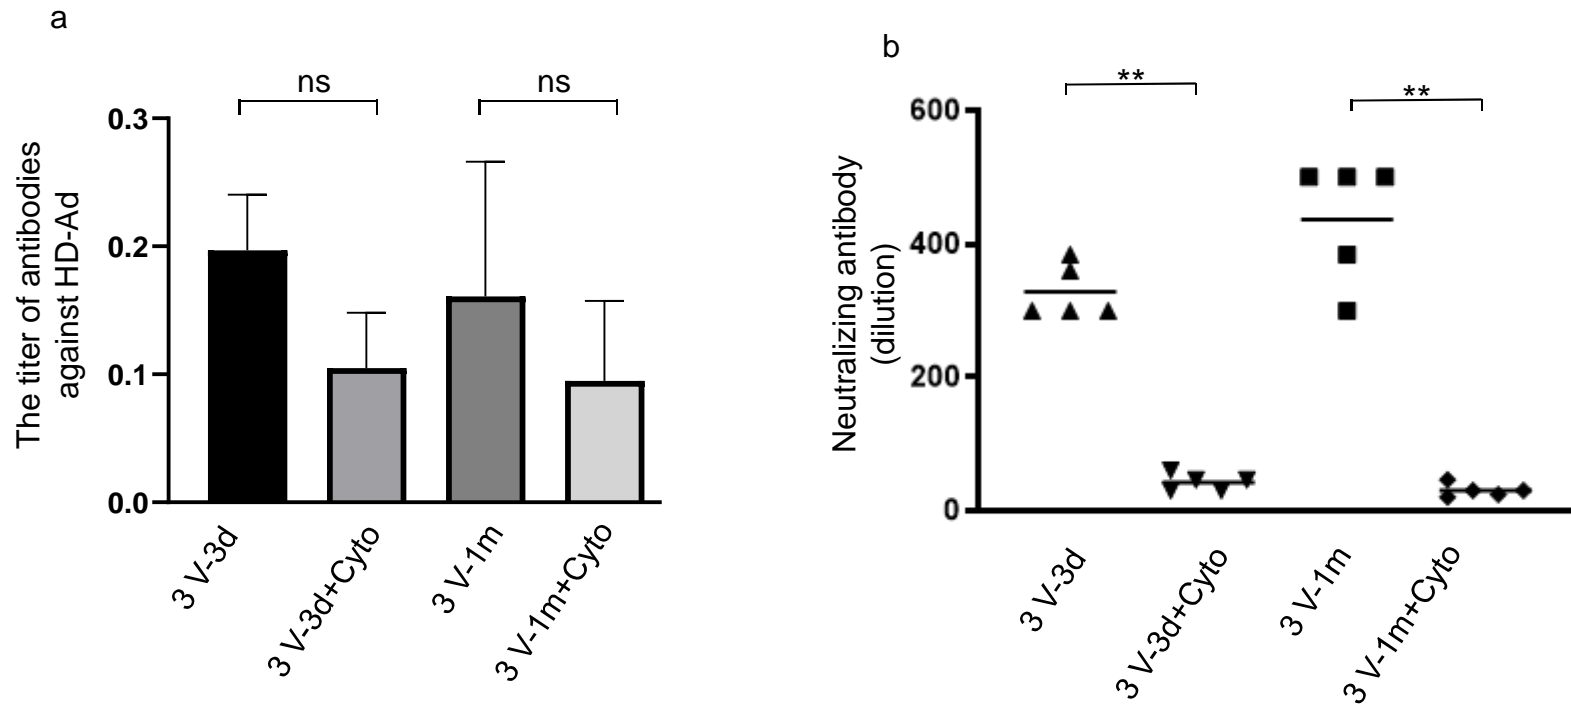 a
ns
ns
The titer of antibodies
against HD-Ad
0.3
0.2
0.1
0.0
3 V-3d
3 V-3d+Cyto
3 V-1m
3 V-1m+Cyto
b
**
**
Neutralizing antibody
(dilution)
600
400
200
0
3 V-3d
3 V-3d+Cyto
3 V-1m
3 V-1m+Cyto